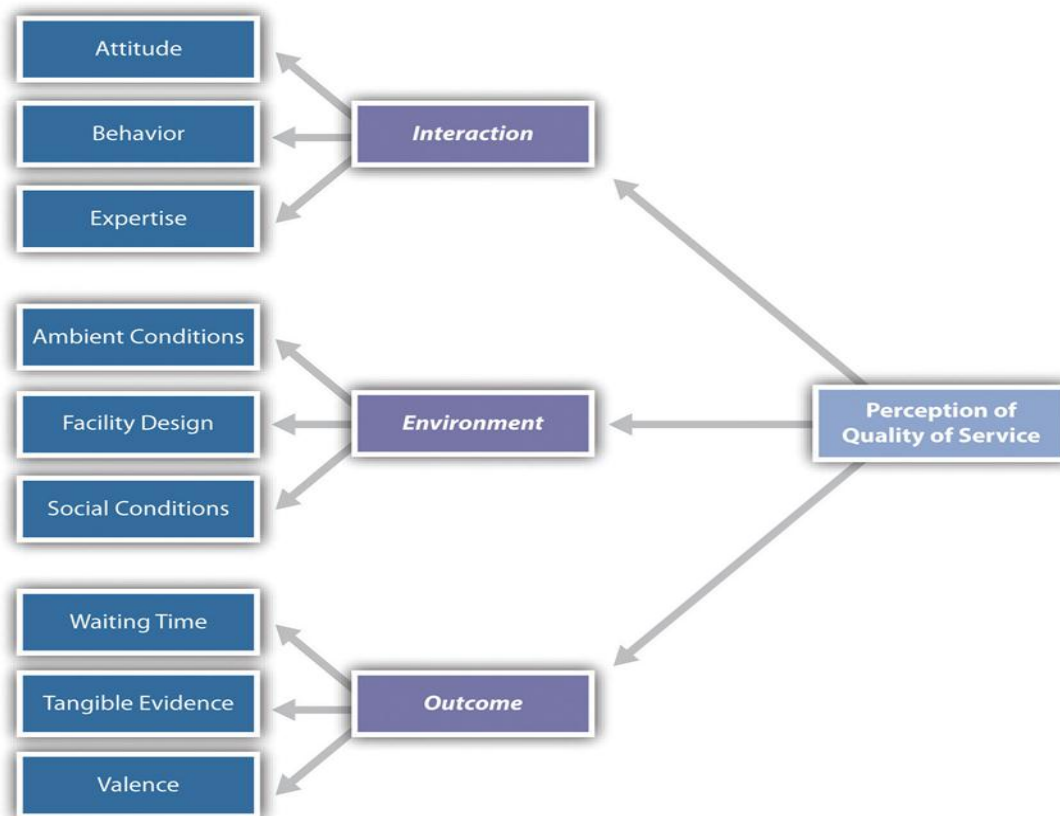 Attitude
Behavior
Expertise
Interaction
Ambient Conditions
Facility Design
Social Conditions
Environment
Perception of
Quality of Service
Waiting Time
Tangible Evidence
Valence
Outcome